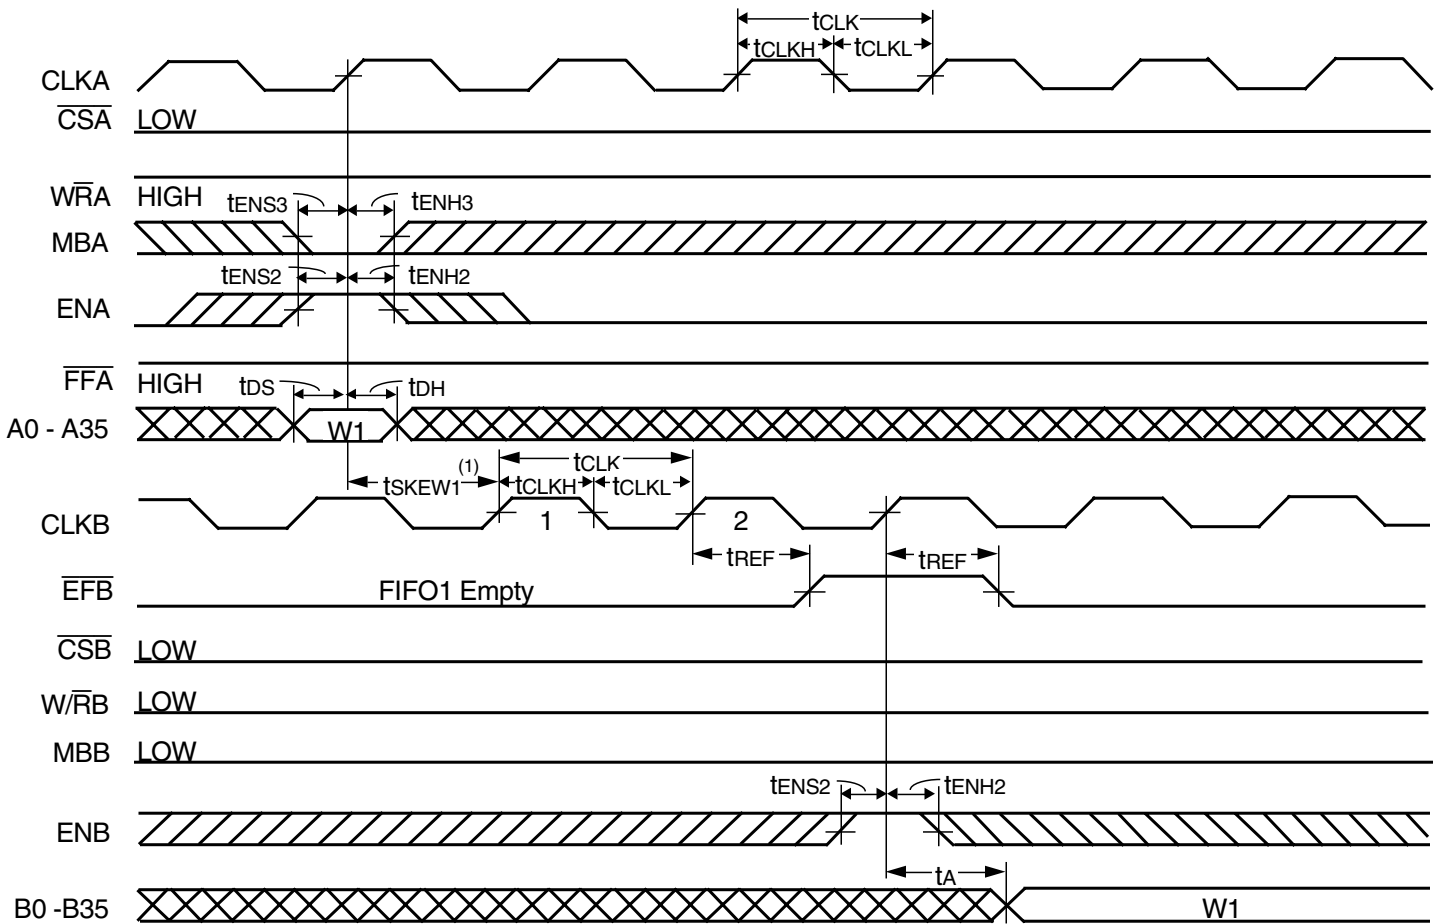 tCLK
tCLKH tCLKL
CLKA
CSA LOW
WRA HIGH
tENS3 tENH3
MBA
tENS2 tENH2
ENA
FFA HIGH
tDS tDH
A0 - A35 W1
tSKEW1 (1) tCLK
tCLKH tCLKL
CLKB 1 2
tREF tREF
EFB FIFO1 Empty
CSB LOW
W/RB LOW
MBB LOW
tENS2 tENH2
ENB
tA
B0 -B35 W1